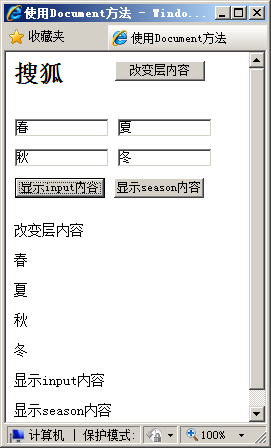 使用Document方法 - Windo...
收藏夹 使用Document方法
搜狐 改变层内容
春 夏
秋 冬
显示input内容 显示season内容
改变层内容
春
夏
秋
冬
显示input内容
显示season内容
计算机 | 保护模式: 100%